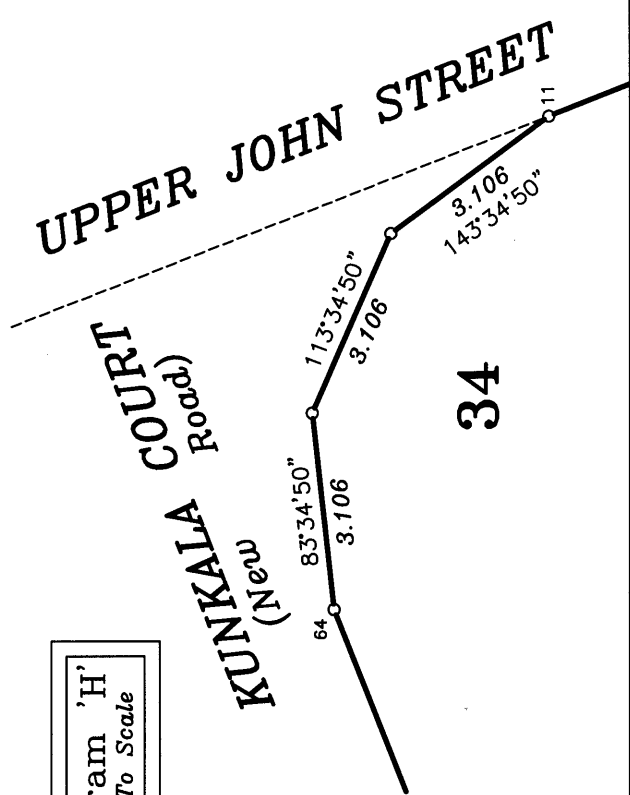 UPPER JOHN STREET
11
3.106
143°34'50"
113°34'50"
3.106
KUNKALA COURT
(New Road)
34
83°34'50"
3.106
64
'H'
To Scale